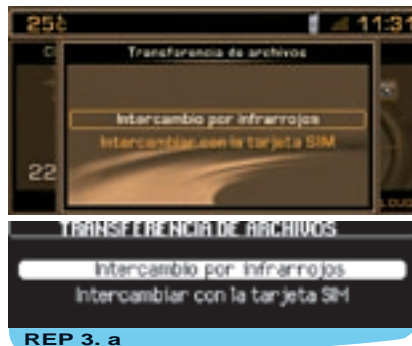 25c 11:31
Transferencia de archivos
Intercambio por infrarrojos
Intercambiar con la tarjeta SIM
22
TRANSFERENCIA DE ARCHIVOS
Intercambio por infrarrojos
Intercambiar con la tarjeta SIM
REP 3. a